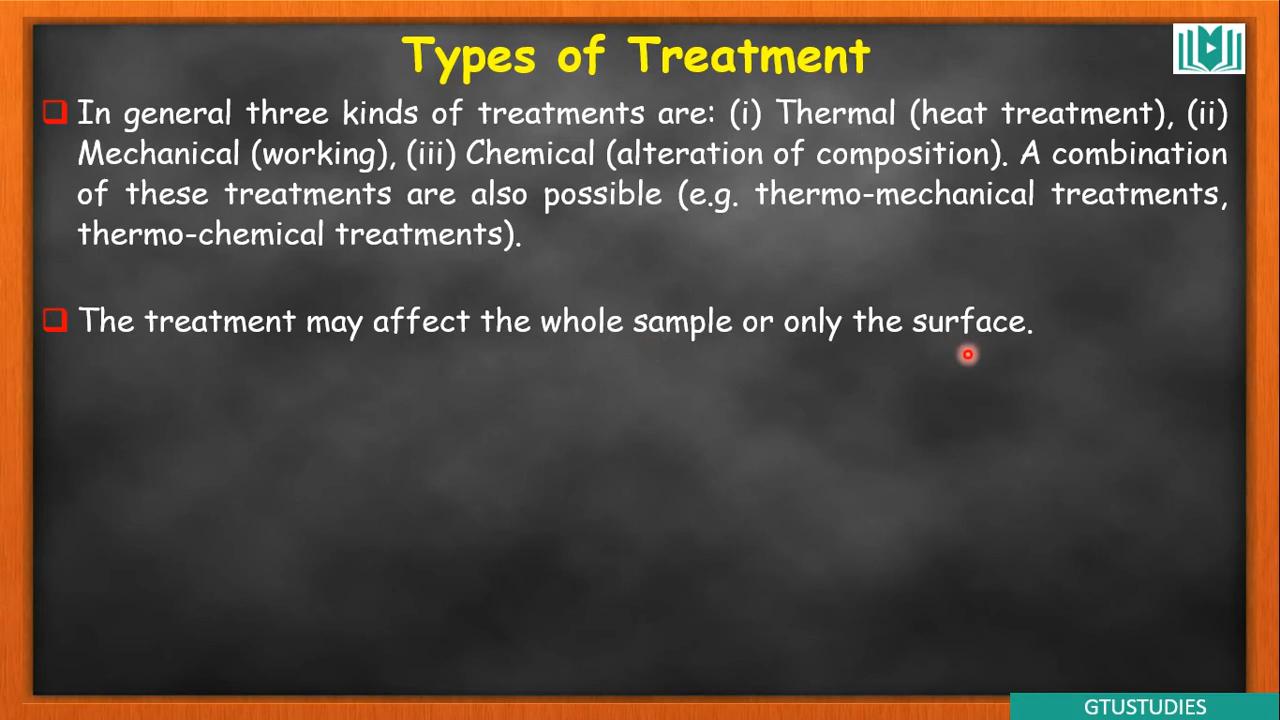 Types of Treatment
In general three kinds of treatments are: (i) Thermal (heat treatment), (ii)
Mechanical (working), (iii) Chemical (alteration of composition). A combination
of these treatments are also possible (e.g. thermo-mechanical treatments,
thermo-chemical treatments).
The treatment may affect the whole sample or only the surface.
GTUSTUDIES